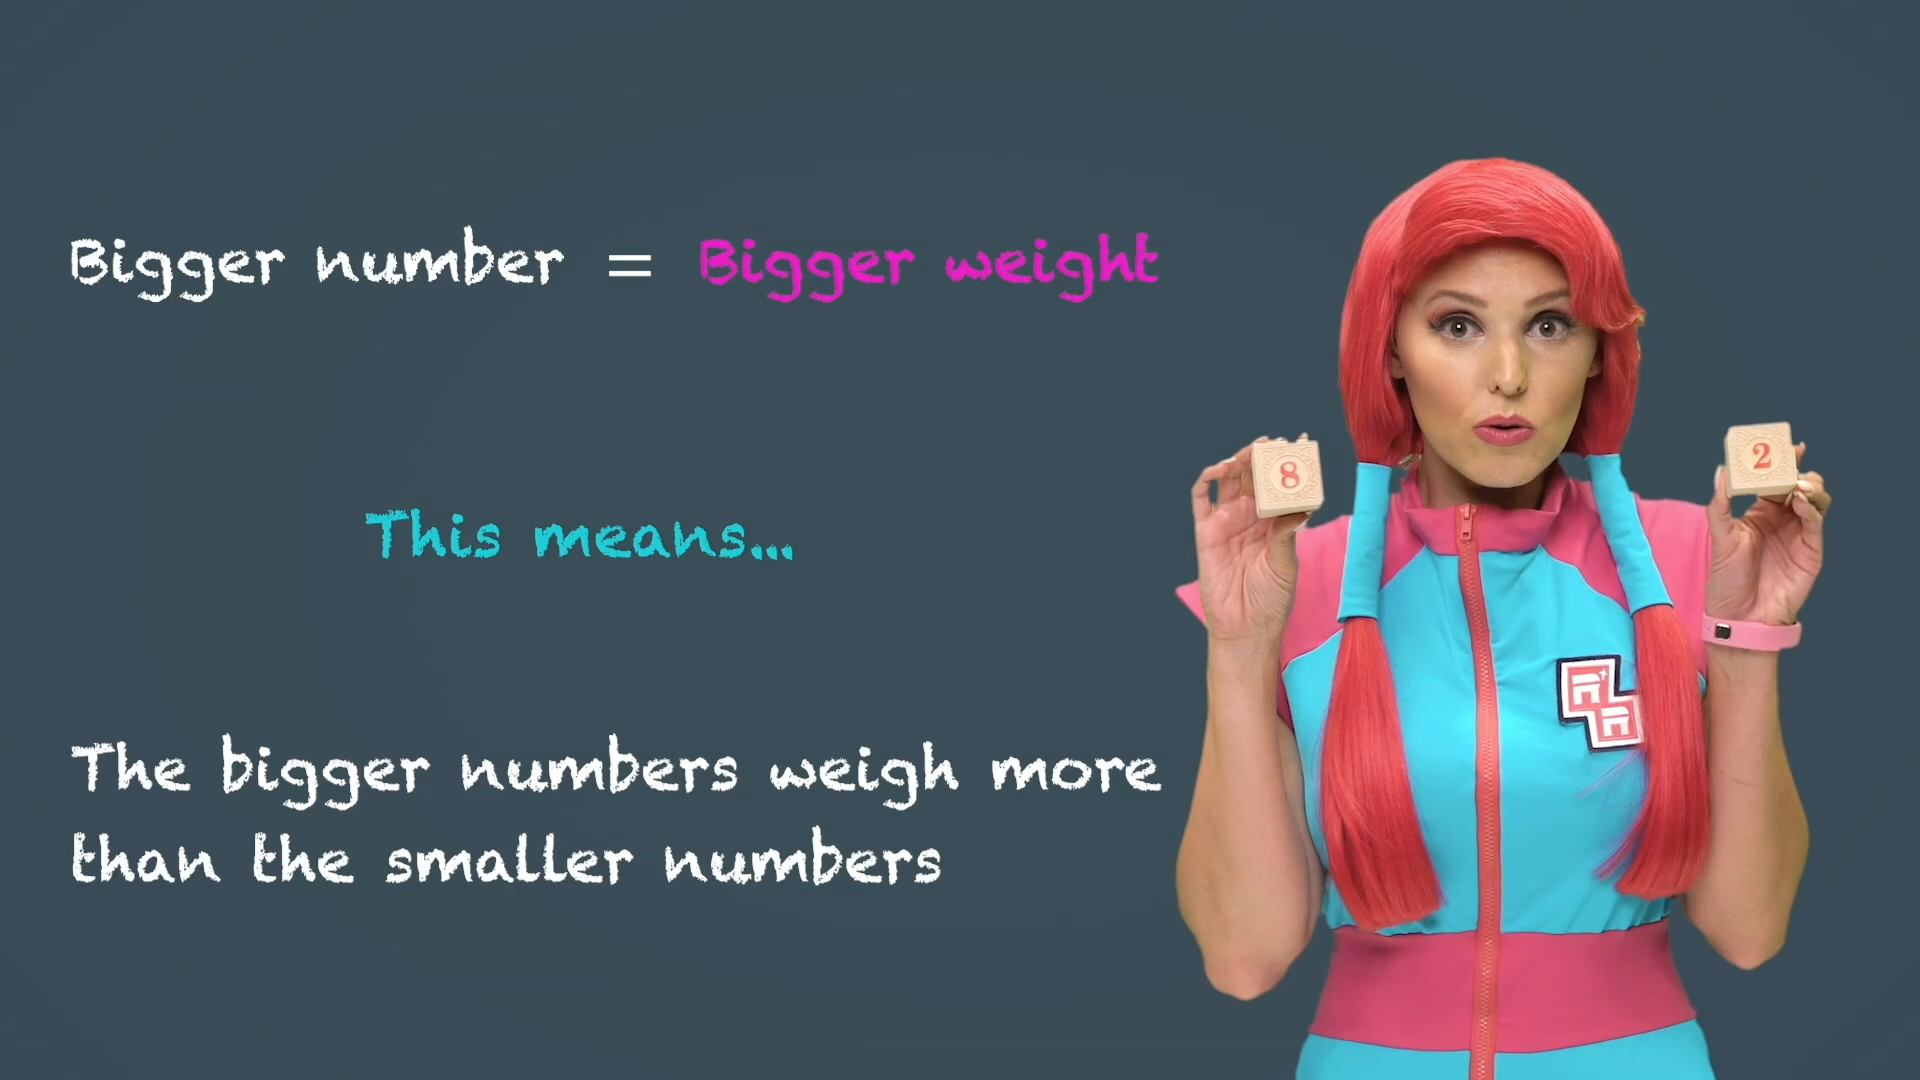 Bigger number = Bigger weight
This means...
The bigger numbers weigh more
than the smaller numbers
8
2